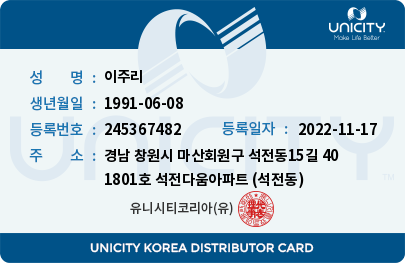 UNICITY
Make Life Better
성 명 : 이주리
생년월일 : 1991-06-08
등록번호 : 245367482 등록일자 : 2022-11-17
주 소 : 경남 창원시 마산회원구 석전동15길 40
1801호 석전다움아파트 (석전동)
유니시티코리아(유)
UNICITY
UNICITY KOREA DISTRIBUTOR CARD